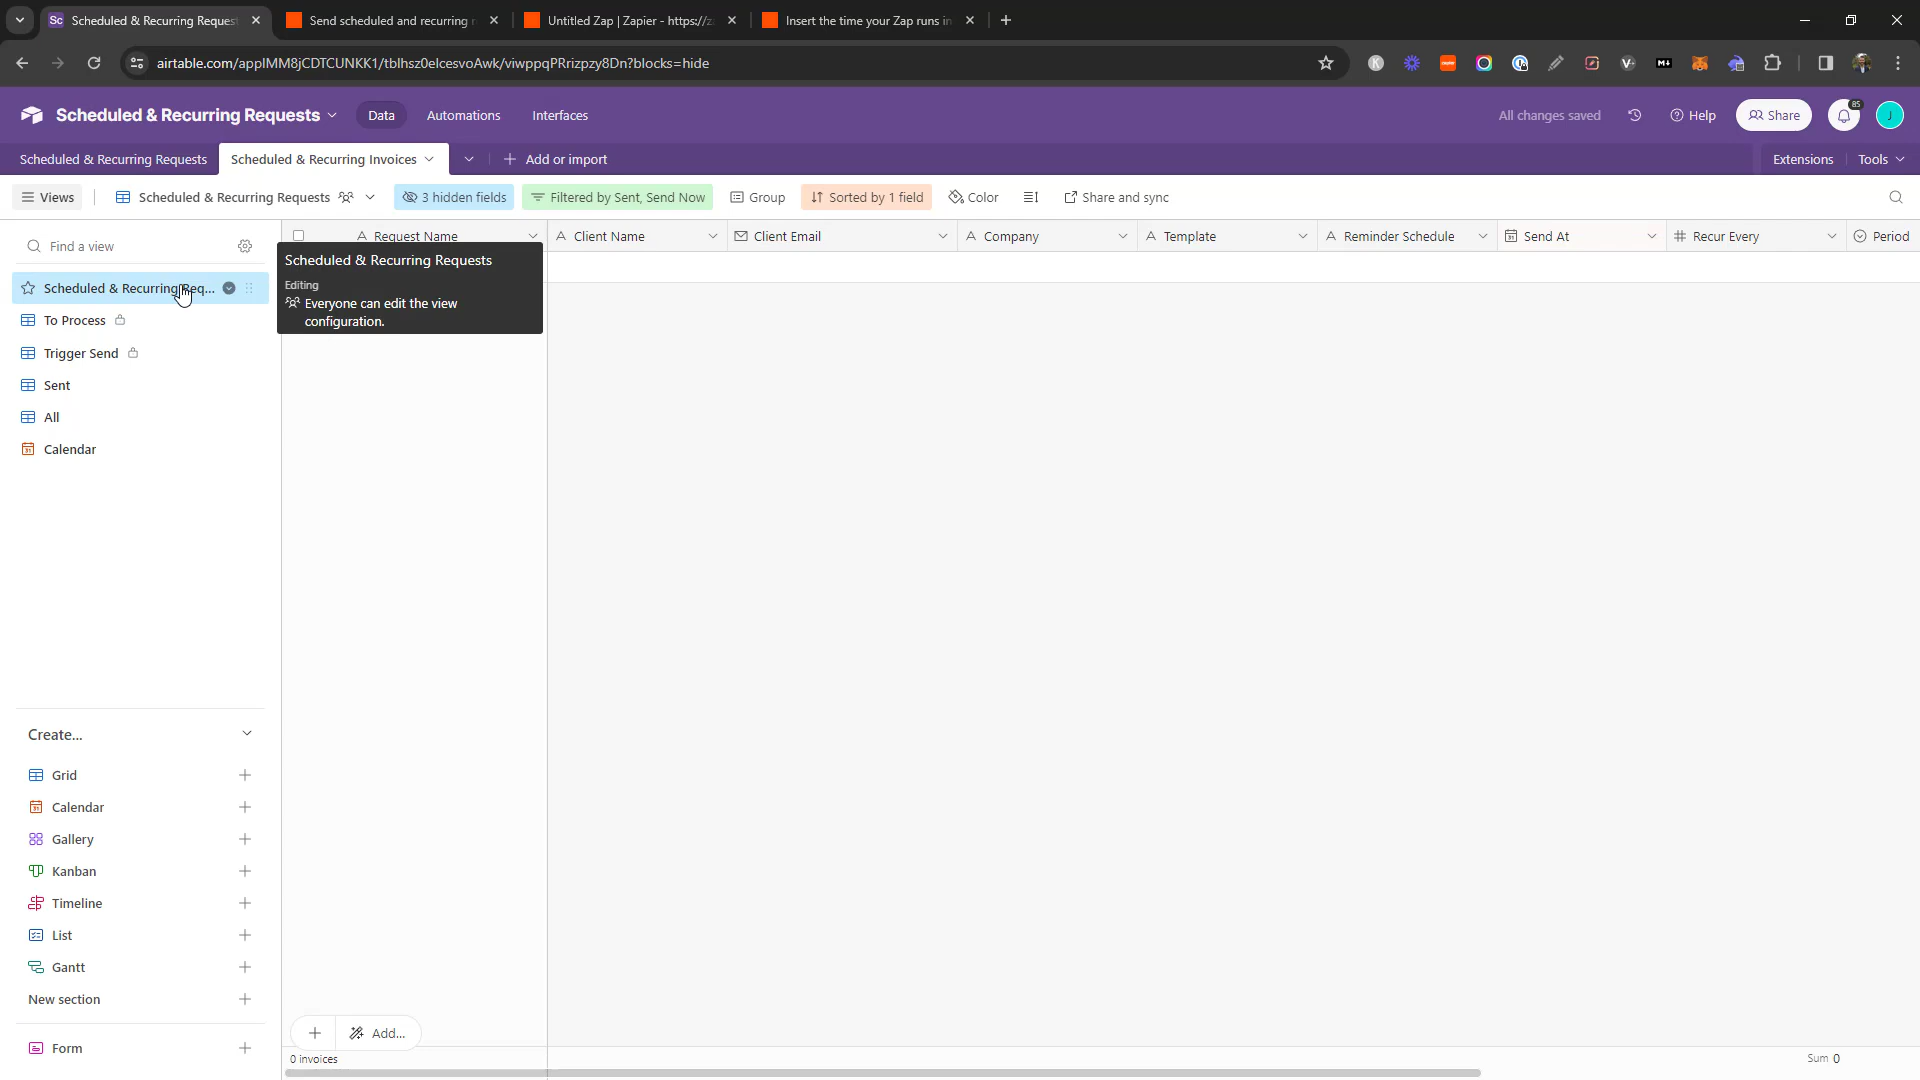 Sc Scheduled & Recurring Reques
Send scheduled and recurring r
Untitled Zap | Zapier - https://z
Insert the time your Zap runs in
airtable.com/applMM8jCDTCUNKK1/tblhsz0elcesvoAwk/viwppqPRrizpzy8Dn?blocks=hide
Scheduled & Recurring Requests
Data
Automations
Interfaces
All changes saved
Help
Share
85
J
Scheduled & Recurring Requests
Scheduled & Recurring Invoices
Add or import
Extensions
Tools
Views
Scheduled & Recurring Requests
3 hidden fields
Filtered by Sent, Send Now
Group
Sorted by 1 field
Color
Share and sync
Find a view
Request Name
Client Name
Client Email
Company
Template
Reminder Schedule
Send At
Recur Every
Period
Scheduled & Recurring Req...
To Process
Trigger Send
Sent
All
Calendar
Scheduled & Recurring Requests
Editing
Everyone can edit the view
configuration.
Create...
Grid
Calendar
Gallery
Kanban
Timeline
List
Gantt
New section
Form
Add...
0 invoices
Sum 0